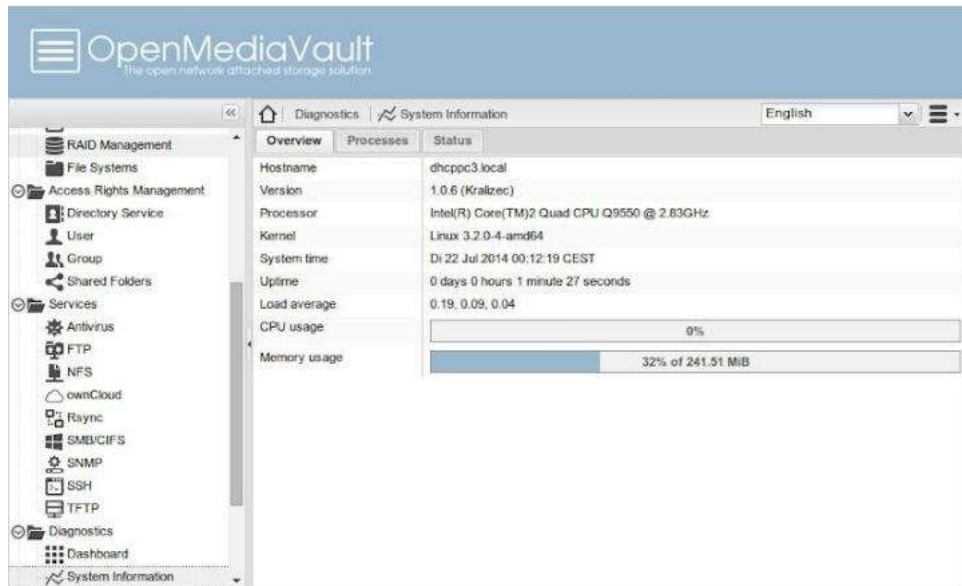 OpenMediaVault
The open network attached storage solution
Diagnostics
System Information
English
RAID Management
File Systems
Access Rights Management
Directory Service
User
Group
Shared Folders
Services
Antivirus
FTP
NFS
ownCloud
Rsync
SMB/CIFS
SNMP
SSH
TFTP
Diagnostics
Dashboard
System Information
Overview Processes Status
Hostname dhcppc3.local
Version 1.0.6 (Kralizec)
Processor Intel(R) Core(TM)2 Quad CPU Q9550 @ 2.83GHz
Kernel Linux 3.2.0-4-amd64
System time Di 22 Jul 2014 00:12:19 CEST
Uptime 0 days 0 hours 1 minute 27 seconds
Load average 0.19, 0.09, 0.04
CPU usage 0%
Memory usage 32% of 241.51 MiB